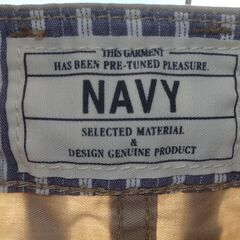 THIS GARMENT
HAS BEEN PRE-TUNED PLEASURE.
NAVY
SELECTED MATERIAL
&
DESIGN GENUINE PRODUCT